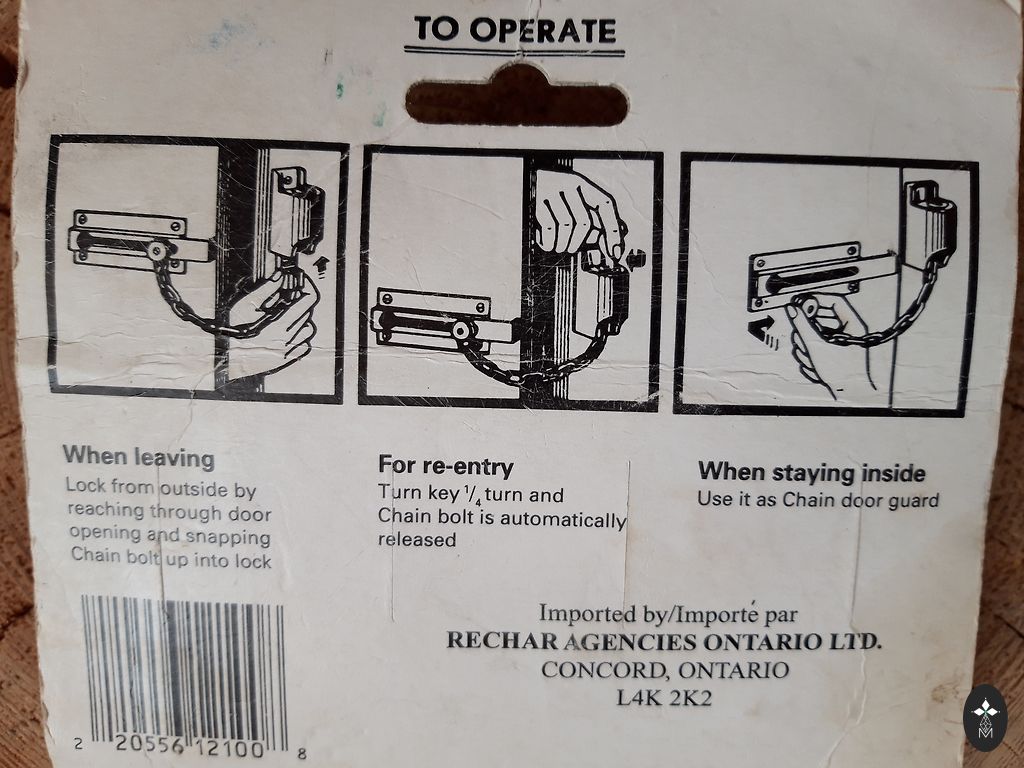 TO OPERATE
When leaving
Lock from outside by
reaching through door
opening and snapping
Chain bolt up into lock
For re-entry
Turn key 1/4 turn and
Chain bolt is automatically
released
When staying inside
Use it as Chain door guard
Imported by/Importé par
RECHAR AGENCIES ONTARIO LTD.
CONCORD, ONTARIO
L4K 2K2
2 20556 12100 8
M